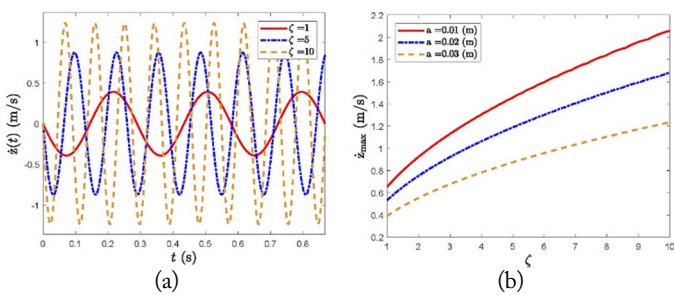 ζ =1
ζ =5
ζ =10
1
0.5
0
-0.5
-1
ż(t) (m/s)
0 0.1 0.2 0.3 0.4 0.5 0.6 0.7 0.8
t (s)
(a)
a =0.01 (m)
a =0.02 (m)
a =0.03 (m)
2.2
2
1.8
1.6
1.4
1.2
1
0.8
0.6
0.4
0.2
żmax (m/s)
1 2 3 4 5 6 7 8 9 10
ζ
(b)